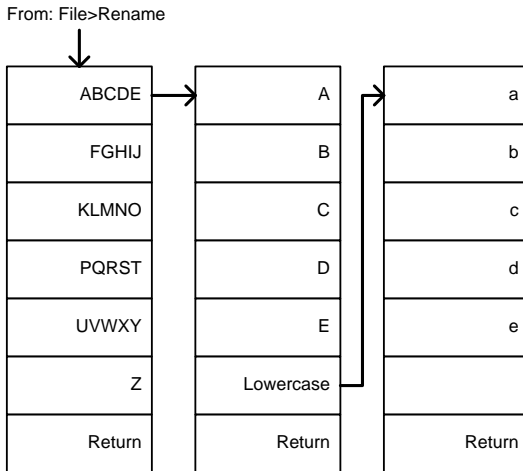 From: File>Rename
ABCDE
FGHIJ
KLMNO
PQRST
UVWXY
Z
Return
A
B
C
D
E
Lowercase
Return
a
b
c
d
e
Return